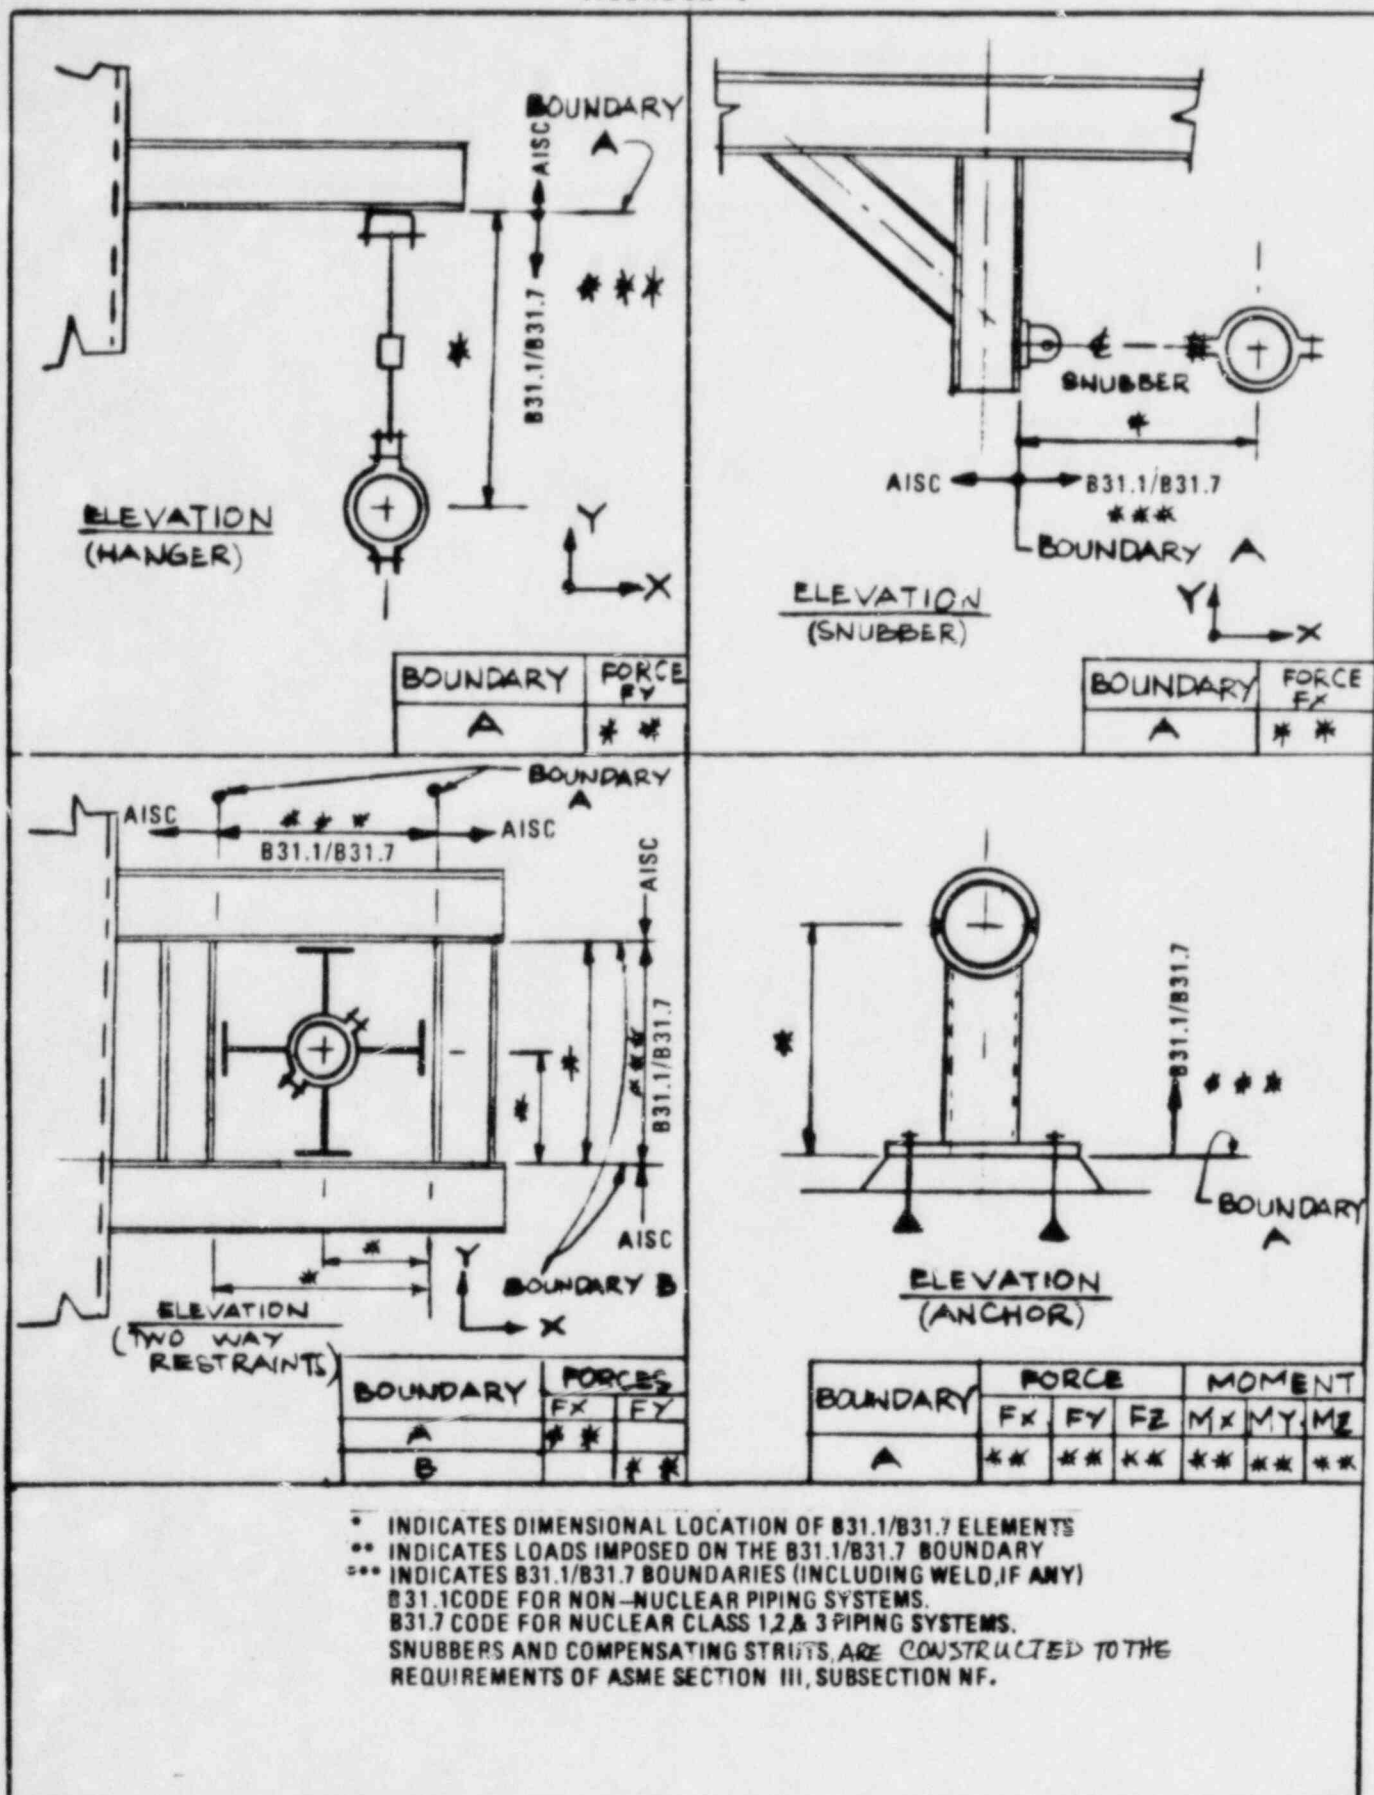 BOUNDARY
A
AISC
B31.1/B31.7
***
*
ELEVATION
(HANGER)
Y
X
BOUNDARY FORCE FY
A **
SNUBBER
*
AISC B31.1/B31.7
***
BOUNDARY A
ELEVATION
(SNUBBER)
Y
X
BOUNDARY FORCE FX
A **
BOUNDARY
A
AISC *** AISC
B31.1/B31.7
AISC
*
*
***
B31.1/B31.7
AISC
*
*
BOUNDARY B
Y
X
ELEVATION
(TWO WAY
RESTRAINTS)
BOUNDARY FORCES
FX FY
A **
B **
*
B31.1/B31.7
***
BOUNDARY
A
ELEVATION
(ANCHOR)
BOUNDARY FORCE MOMENT
FX FY FZ MX MY MZ
A ** ** ** ** ** **
* INDICATES DIMENSIONAL LOCATION OF B31.1/B31.7 ELEMENTS
** INDICATES LOADS IMPOSED ON THE B31.1/B31.7 BOUNDARY
*** INDICATES B31.1/B31.7 BOUNDARIES (INCLUDING WELD, IF ANY)
B31.1 CODE FOR NON-NUCLEAR PIPING SYSTEMS.
B31.7 CODE FOR NUCLEAR CLASS 1,2,& 3 PIPING SYSTEMS.
SNUBBERS AND COMPENSATING STRUTS, ARE CONSTRUCTED TO THE
REQUIREMENTS OF ASME SECTION III, SUBSECTION NF.